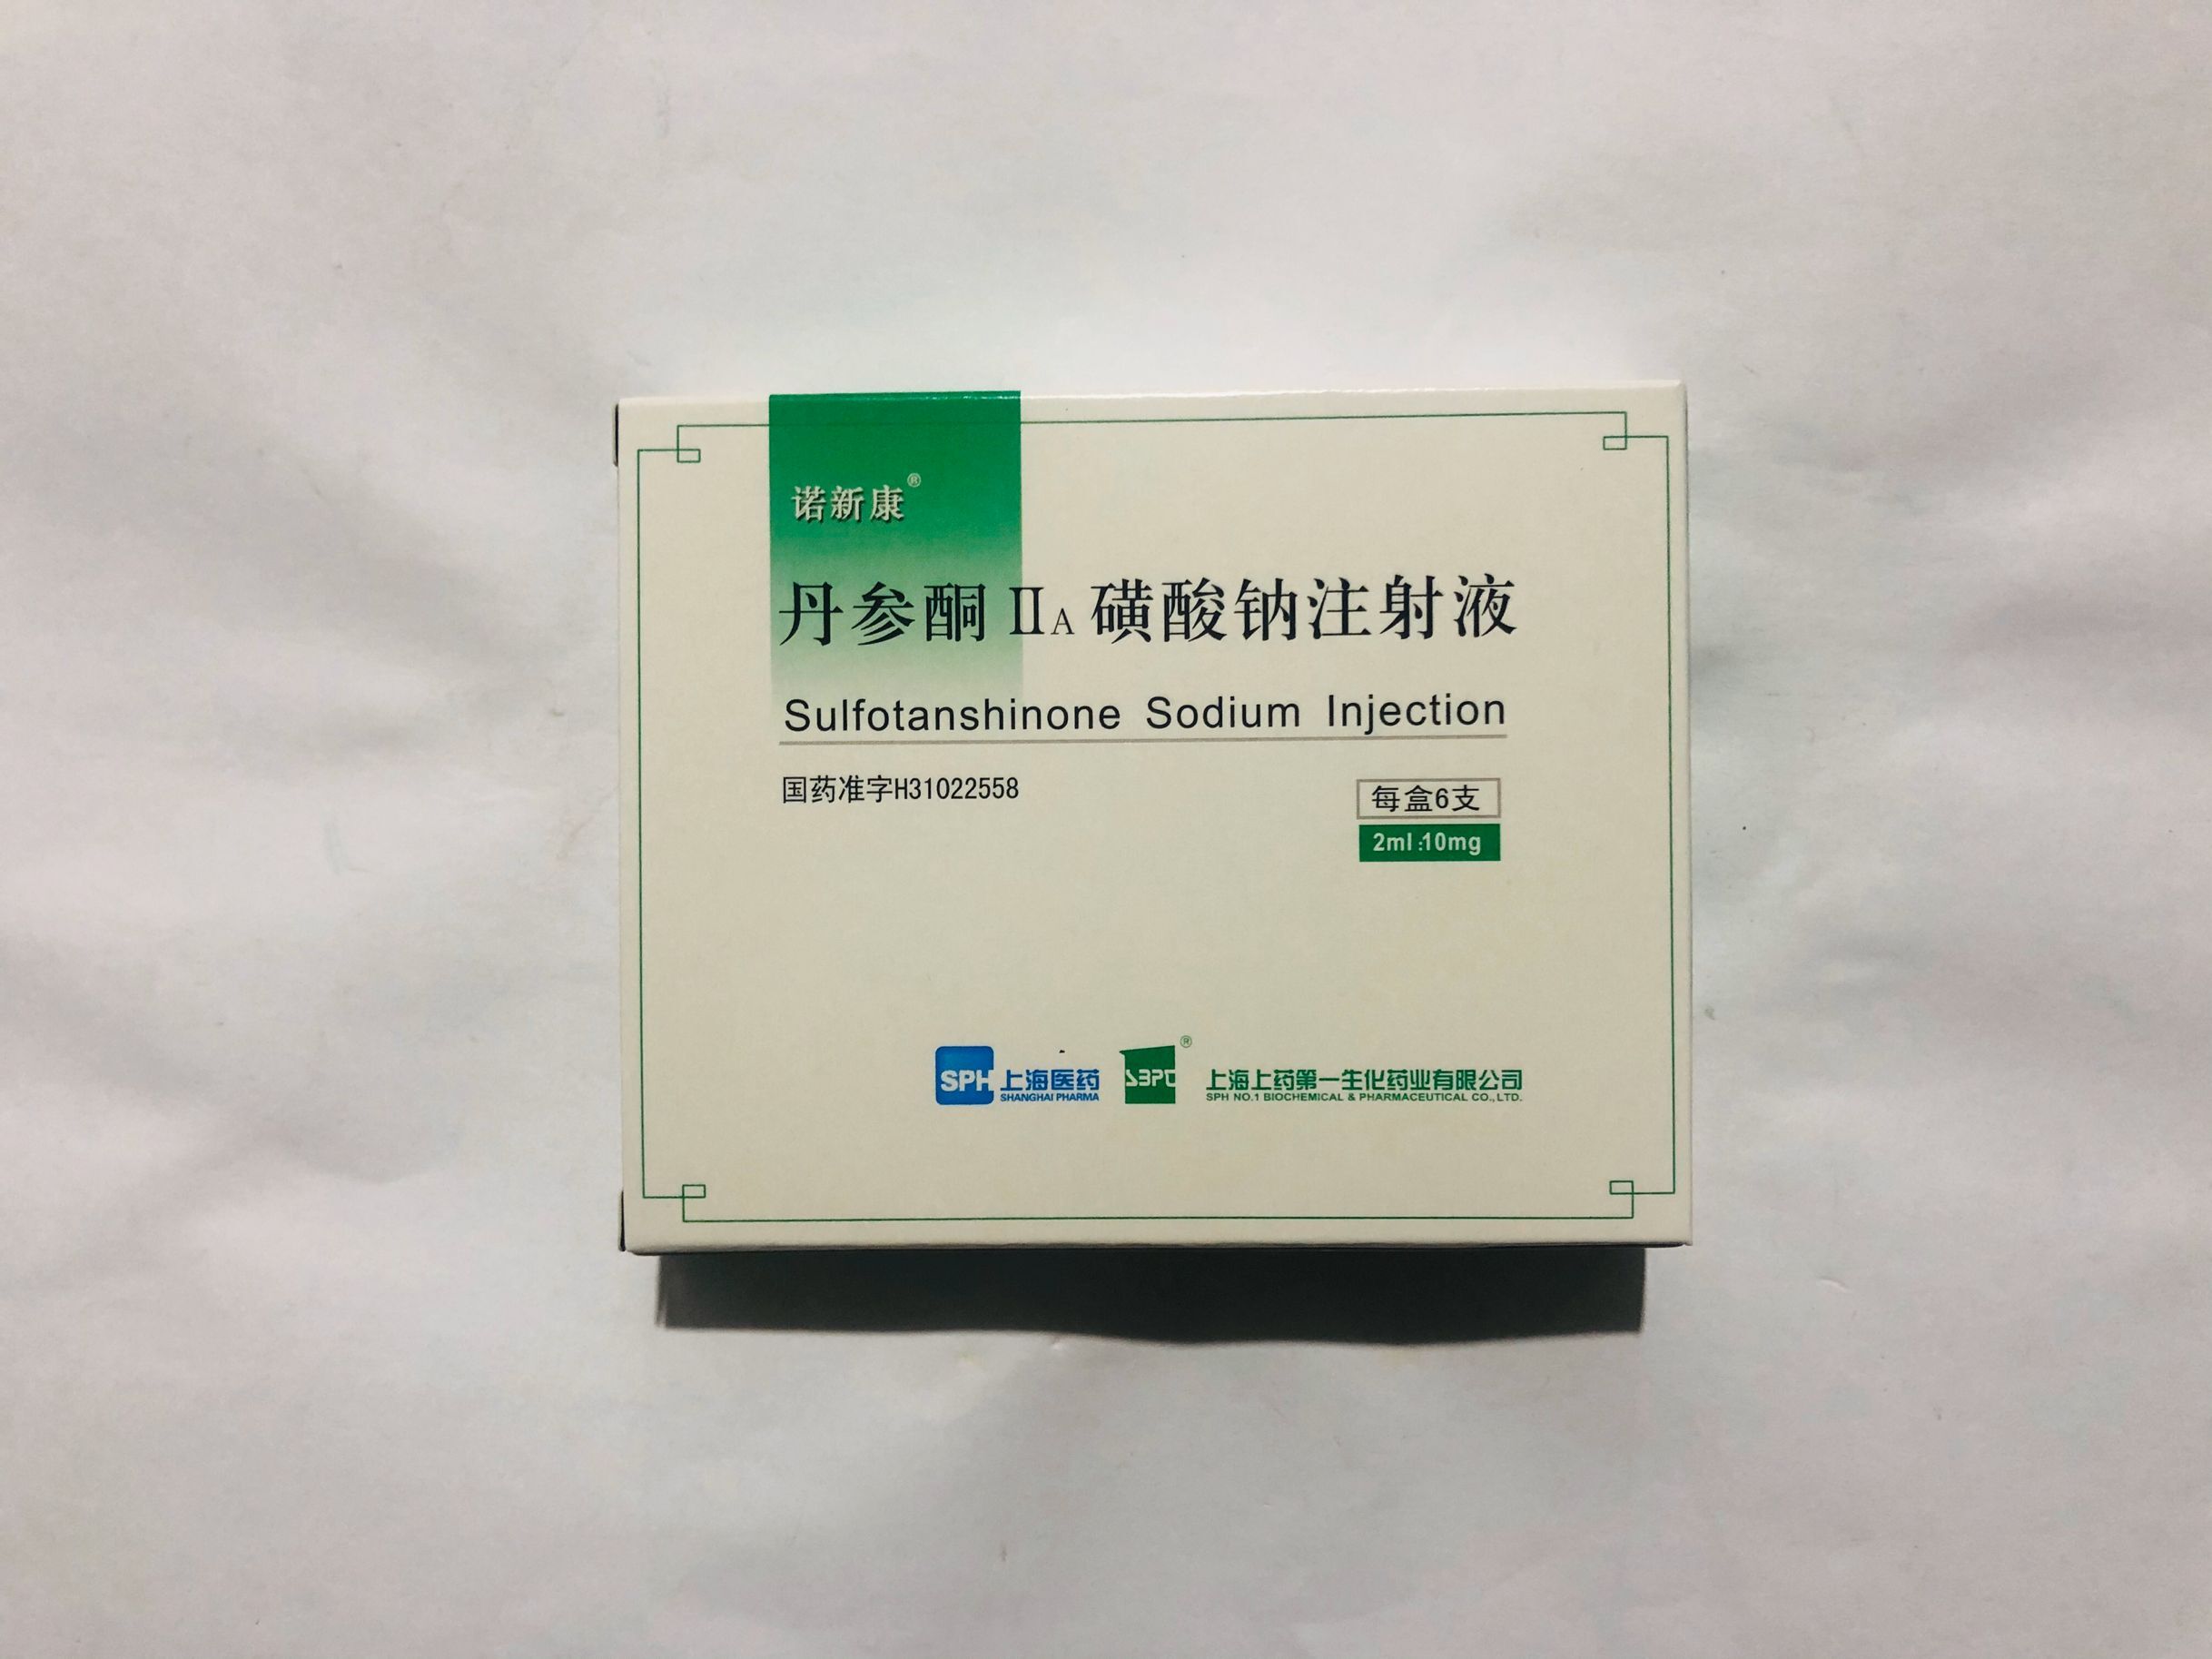 诺新康®
丹参酮ⅡA磺酸钠注射液
Sulfotanshinone Sodium Injection
国药准字H31022558
每盒6支
2ml:10mg
SPH 上海医药
SHANGHAI PHARMA
SBPC®
上海上药第一生化药业有限公司
SPH NO.1 BIOCHEMICAL & PHARMACEUTICAL CO.,LTD.